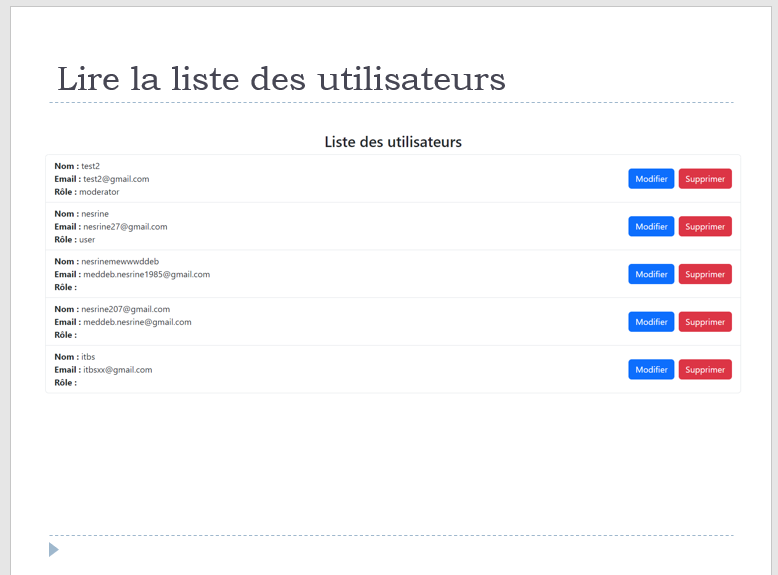 Lire la liste des utilisateurs
Liste des utilisateurs
Nom : test2
Email : test2@gmail.com
Rôle : moderator
Modifier Supprimer
Nom : nesrine
Email : nesrine27@gmail.com
Rôle : user
Modifier Supprimer
Nom : nesrinemewwwddeb
Email : meddeb.nesrine1985@gmail.com
Rôle :
Modifier Supprimer
Nom : nesrine207@gmail.com
Email : meddeb.nesrine@gmail.com
Rôle :
Modifier Supprimer
Nom : itbs
Email : itbsxx@gmail.com
Rôle :
Modifier Supprimer